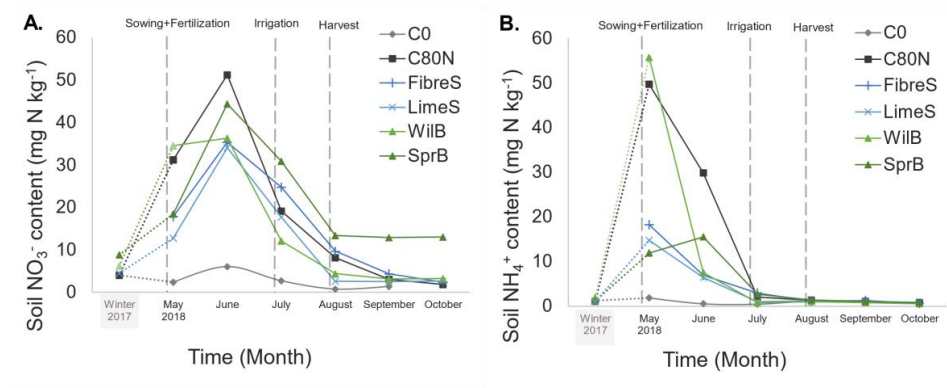 A.
Sowing+Fertilization Irrigation Harvest
60
50
40
30
20
10
0
Soil NO₃⁻ content (mg N kg⁻¹)
Winter 2017
May 2018
June
July
August
September
October
Time (Month)
C0
C80N
FibreS
LimeS
WilB
SprB
B.
Sowing+Fertilization Irrigation Harvest
60
50
40
30
20
10
0
Soil NH₄⁺ content (mg N kg⁻¹)
Winter 2017
May 2018
June
July
August
September
October
Time (Month)
C0
C80N
FibreS
LimeS
WilB
SprB